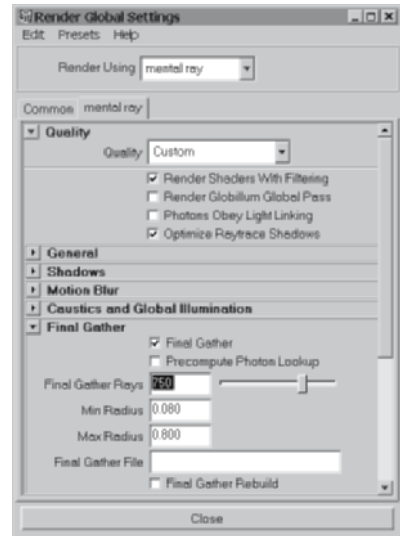 Render Global Settings
Edit Presets Help
Render Using mental ray
Common mental ray
Quality
Quality Custom
Render Shaders With Filtering
Render Globillum Global Pass
Photons Obey Light Linking
Optimize Raytrace Shadows
General
Shadows
Motion Blur
Caustics and Global Illumination
Final Gather
Final Gather
Precompute Photon Lookup
Final Gather Rays 750
Min Radius 0.080
Max Radius 0.800
Final Gather File
Final Gather Rebuild
Close